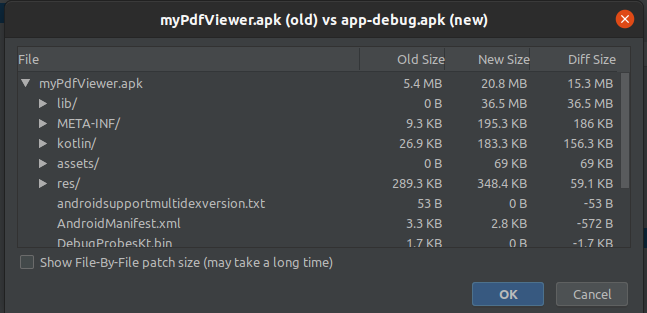 myPdfViewer.apk (old) vs app-debug.apk (new)
File Old Size New Size Diff Size
myPdfViewer.apk 5.4 MB 20.8 MB 15.3 MB
lib/ 0 B 36.5 MB 36.5 MB
META-INF/ 9.3 KB 195.3 KB 186 KB
kotlin/ 26.9 KB 183.3 KB 156.3 KB
assets/ 0 B 69 KB 69 KB
res/ 289.3 KB 348.4 KB 59.1 KB
androidsupportmultidexversion.txt 53 B 0 B -53 B
AndroidManifest.xml 3.3 KB 2.8 KB -572 B
DebugProbesKt.bin 1.7 KB 0 B -1.7 KB
Show File-By-File patch size (may take a long time)
OK Cancel